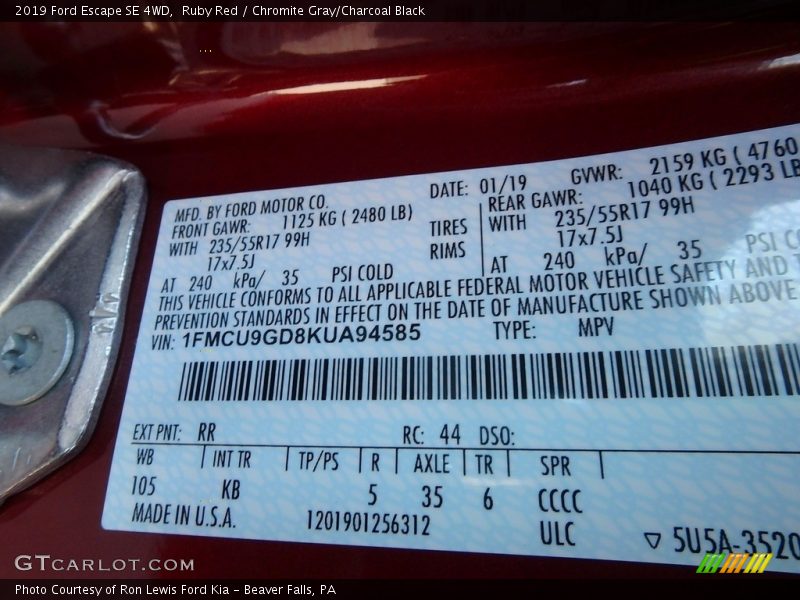 2019 Ford Escape SE 4WD,  Ruby Red / Chromite Gray/Charcoal Black
MFD. BY FORD MOTOR CO. DATE: 01/19 GVWR: 2159 KG ( 4760
FRONT GAWR: 1125 KG ( 2480 LB) REAR GAWR: 1040 KG ( 2293 LB
WITH 235/55R17 99H TIRES WITH 235/55R17 99H
17x7.5J RIMS 17x7.5J
AT 240 kPa/ 35 PSI COLD AT 240 kPa/ 35 PSI CO
THIS VEHICLE CONFORMS TO ALL APPLICABLE FEDERAL MOTOR VEHICLE SAFETY AND T
PREVENTION STANDARDS IN EFFECT ON THE DATE OF MANUFACTURE SHOWN ABOVE
VIN: 1FMCU9GD8KUA94585 TYPE: MPV
EXT PNT: RR RC: 44 DSO:
WB INT TR TP/PS R AXLE TR SPR
105 KB 5 35 6 CCCC
MADE IN U.S.A. 1201901256312 ULC ▽ 5U5A-3520
GTCARLOT.COM
Photo Courtesy of Ron Lewis Ford Kia - Beaver Falls, PA